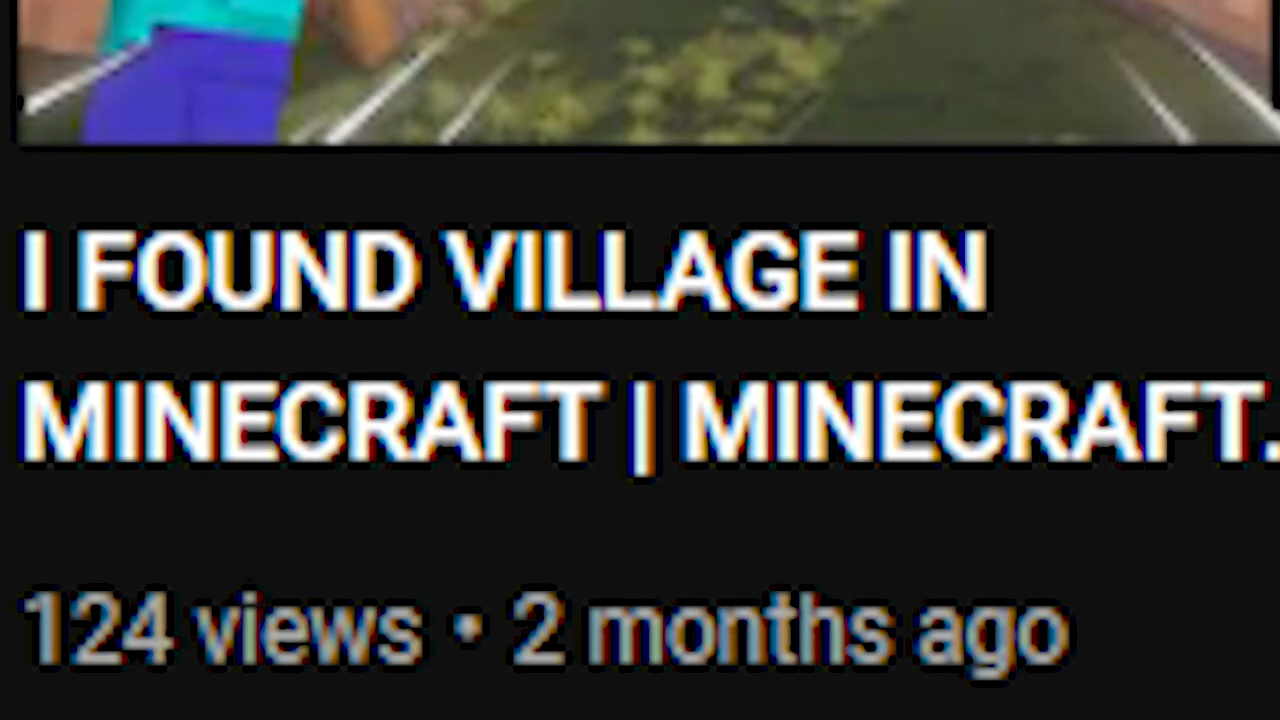 I FOUND VILLAGE IN
MINECRAFT | MINECRAFT.
124 views • 2 months ago